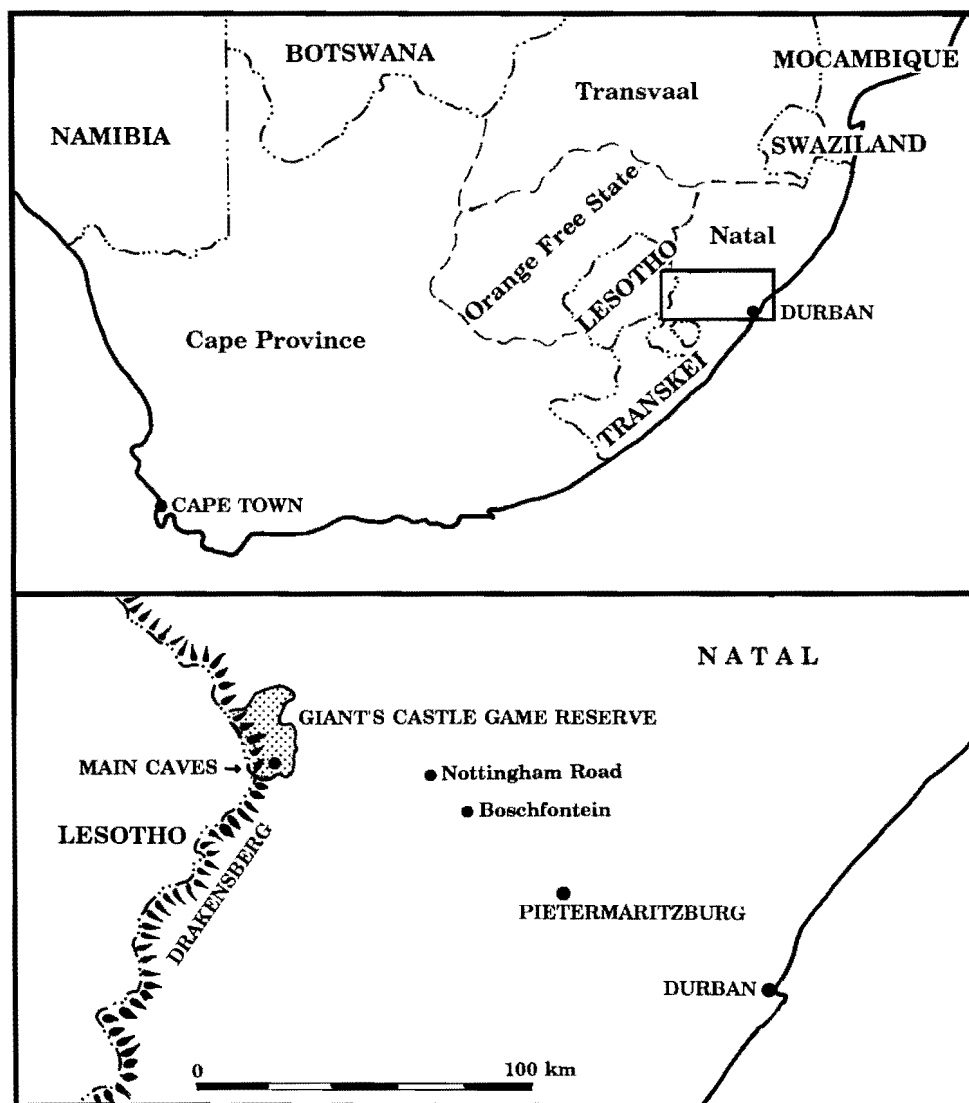 BOTSWANA
MOCAMBIQUE
Transvaal
NAMIBIA
SWAZILAND
Orange Free State
Natal
LESOTHO
DURBAN
Cape Province
TRANSKEI
CAPE TOWN
NATAL
GIANT'S CASTLE GAME RESERVE
MAIN CAVES
Nottingham Road
Boschfontein
LESOTHO
DRAKENSBERG
PIETERMARITZBURG
DURBAN
0 100 km